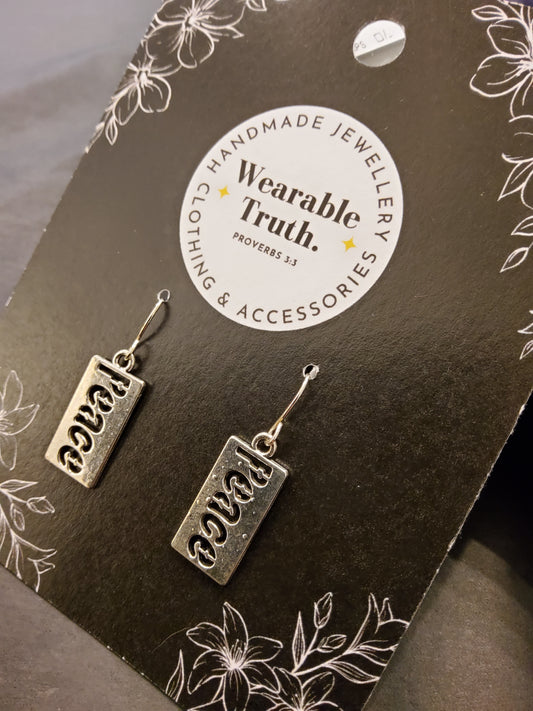 HANDMADE JEWELLERY
Wearable
Truth.
PROVERBS 3:3
CLOTHING & ACCESSORIES
Peace
Peace